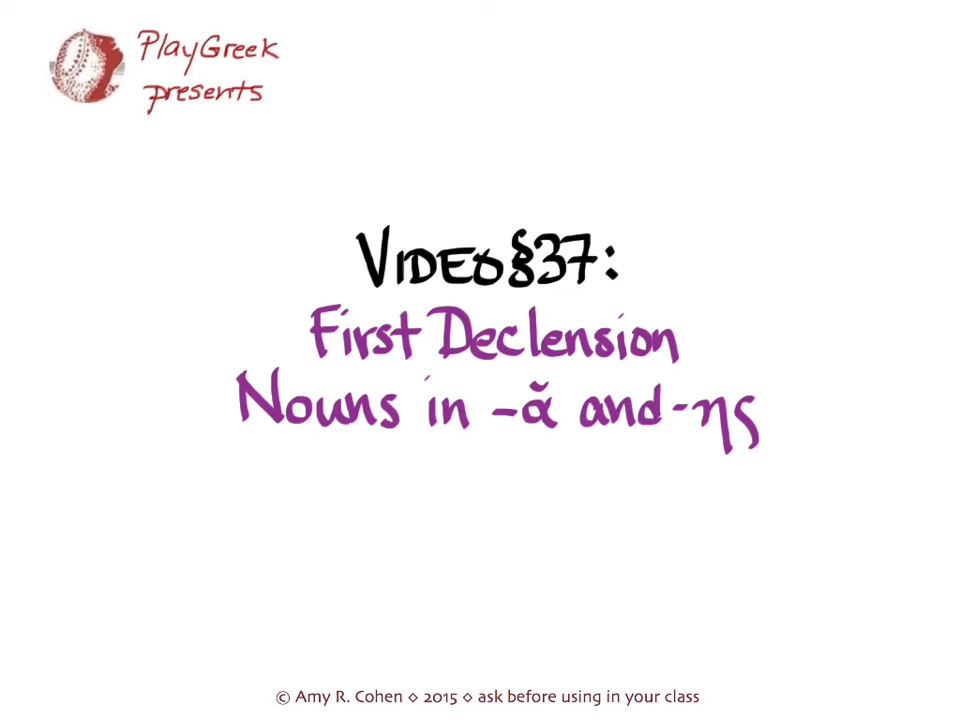 PlayGreek
presents
VIDEO §37:
First Declension
Nouns in -ᾰ and -ης
© Amy R. Cohen ⋄ 2015 ⋄ ask before using in your class